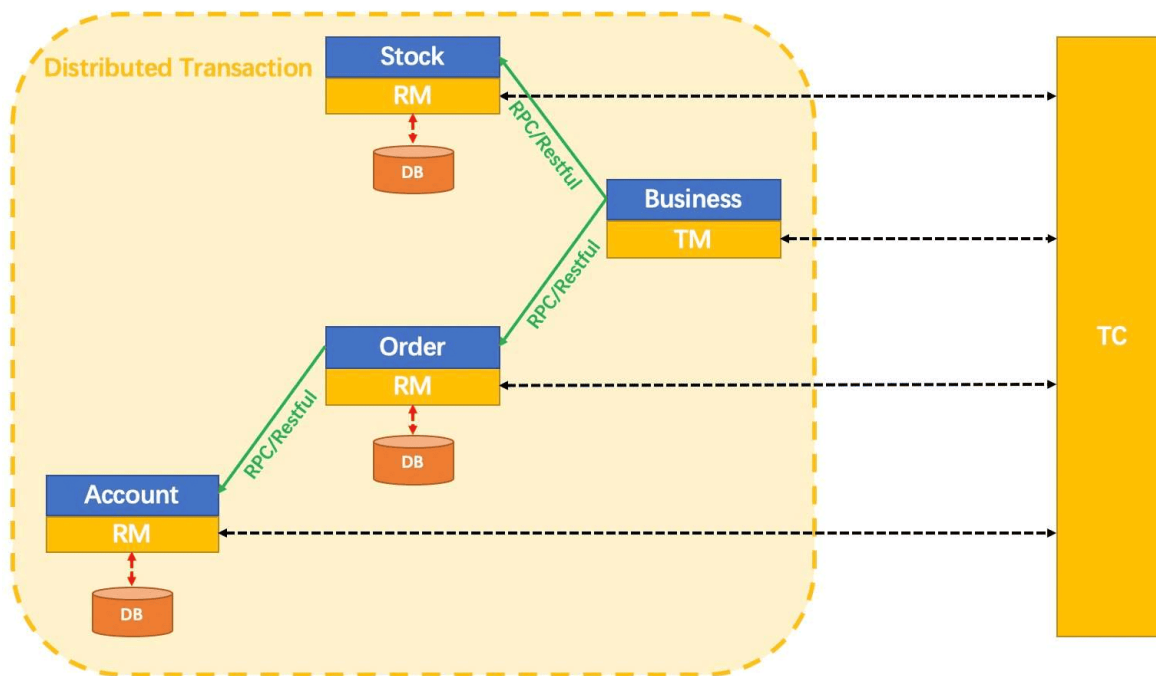 Distributed Transaction
Stock
RM
DB
RPC/Restful
Business
TM
RPC/Restful
TC
Order
RM
DB
RPC/Restful
Account
RM
DB